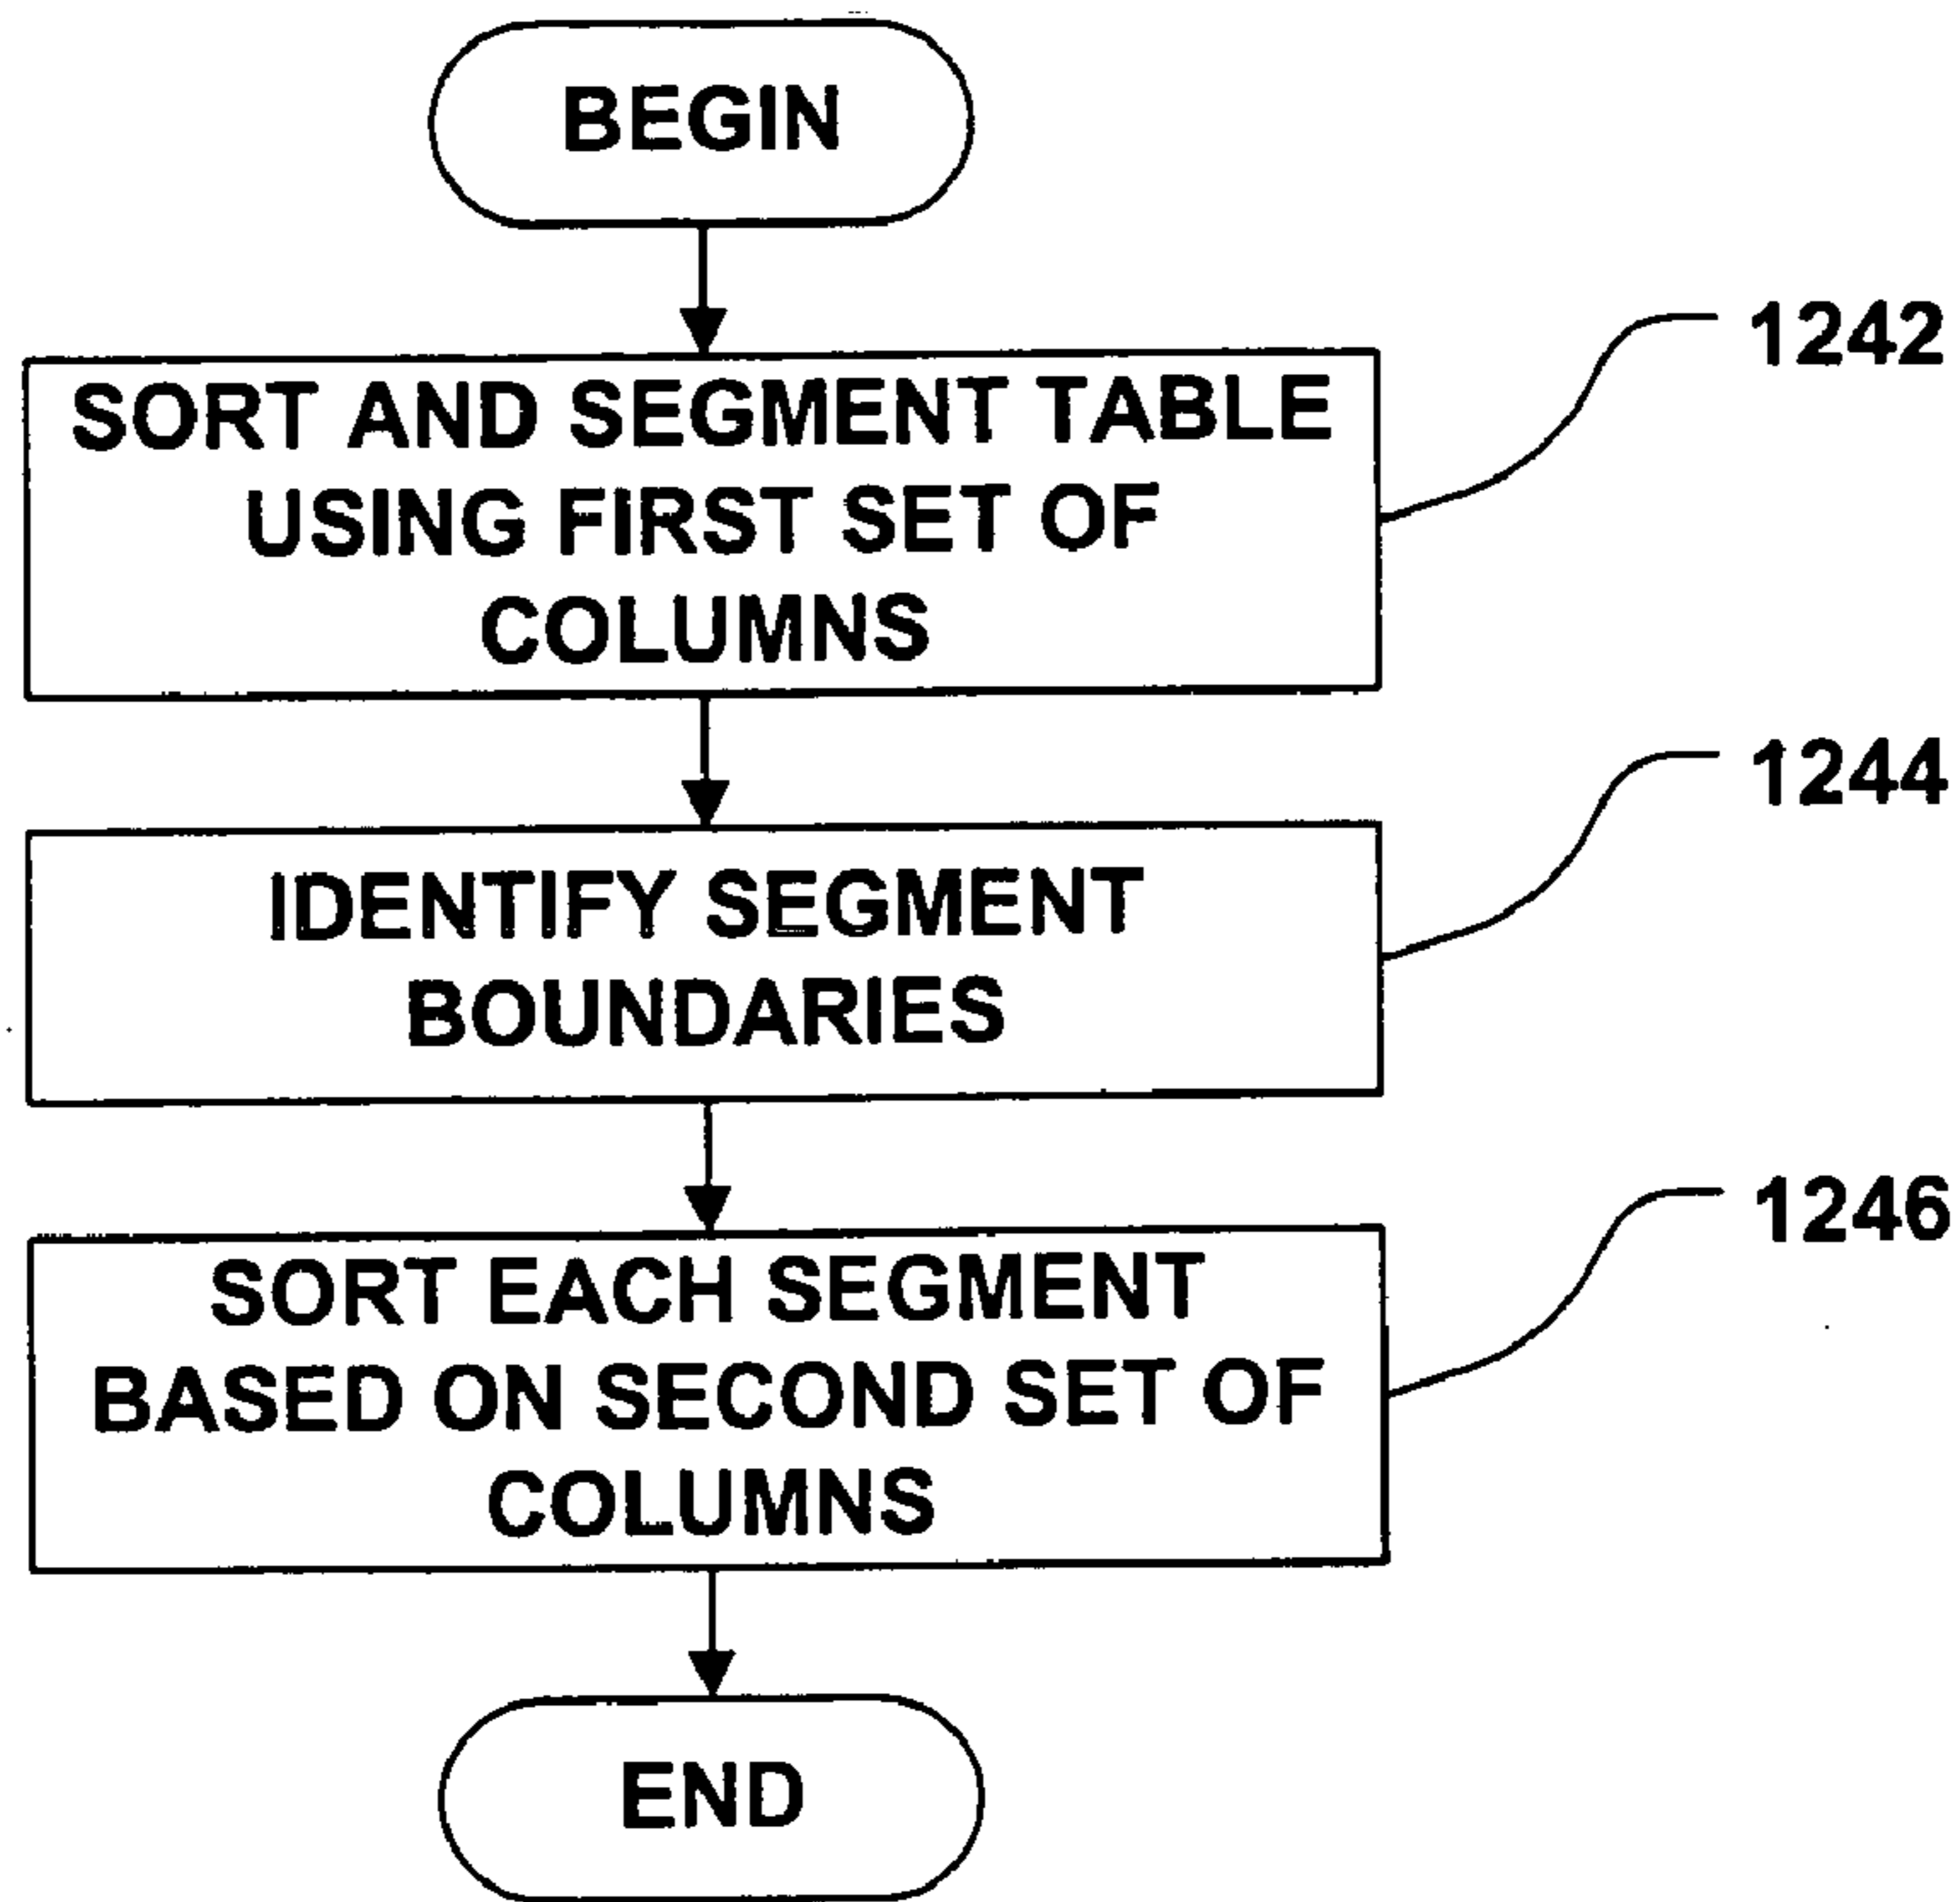 BEGIN
1242
SORT AND SEGMENT TABLE
USING FIRST SET OF
COLUMNS
1244
IDENTIFY SEGMENT
BOUNDARIES
1246
SORT EACH SEGMENT
BASED ON SECOND SET OF
COLUMNS
END